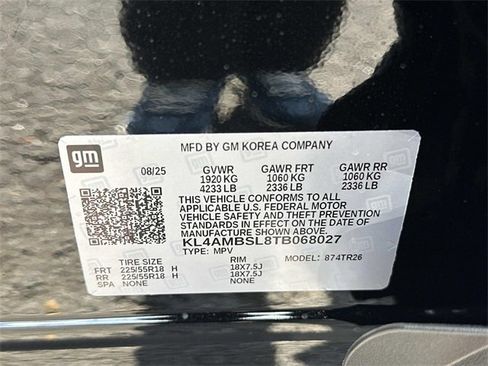 gm
MFD BY GM KOREA COMPANY
08/25 GVWR GAWR FRT GAWR RR
1920 KG 1060 KG 1060 KG
4233 LB 2336 LB 2336 LB
THIS VEHICLE CONFORMS TO ALL
APPLICABLE U.S. FEDERAL MOTOR
VEHICLE SAFETY AND THEFT PREVENTION
STANDARDS IN EFFECT ON THE DATE OF
MANUFACTURE SHOWN ABOVE.
KL4AMBSL8TB068027
TYPE: MPV
TIRE SIZE RIM MODEL: 874TR26
FRT 225/55R18 H 18X7.5J
RR 225/55R18 H 18X7.5J
SPA NONE NONE